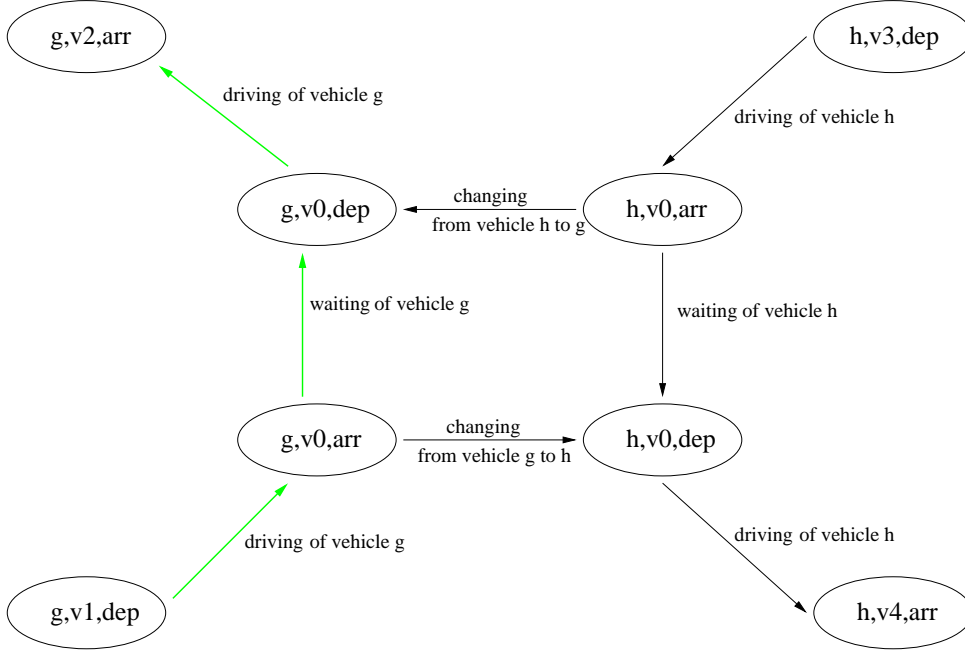 g,v2,arr
h,v3,dep
driving of vehicle g
driving of vehicle h
g,v0,dep
changing
from vehicle h to g
h,v0,arr
waiting of vehicle g
waiting of vehicle h
g,v0,arr
changing
from vehicle g to h
h,v0,dep
driving of vehicle g
driving of vehicle h
g,v1,dep
h,v4,arr